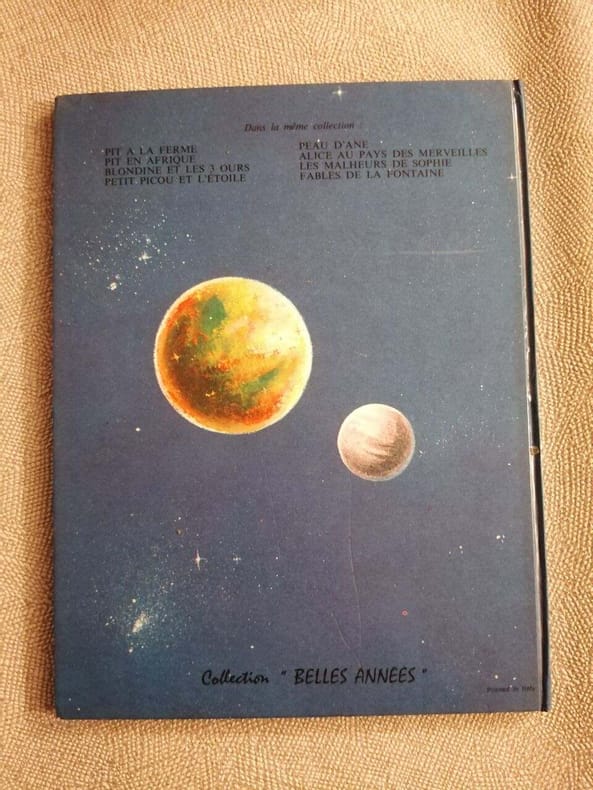 Dans la même collection :
PIT A LA FERME
PIT EN AFRIQUE
BLONDINE ET LES 3 OURS
PETIT PICOU ET L'ÉTOILE
PEAU D'ANE
ALICE AU PAYS DES MERVEILLES
LES MALHEURS DE SOPHIE
FABLES DE LA FONTAINE
Collection " BELLES ANNÉES "
Printed in Italy